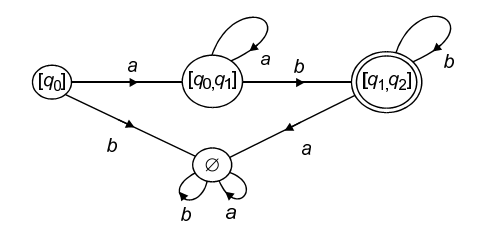 a
[q0] a [q0,q1] b [q1,q2] b
b a
∅
b a